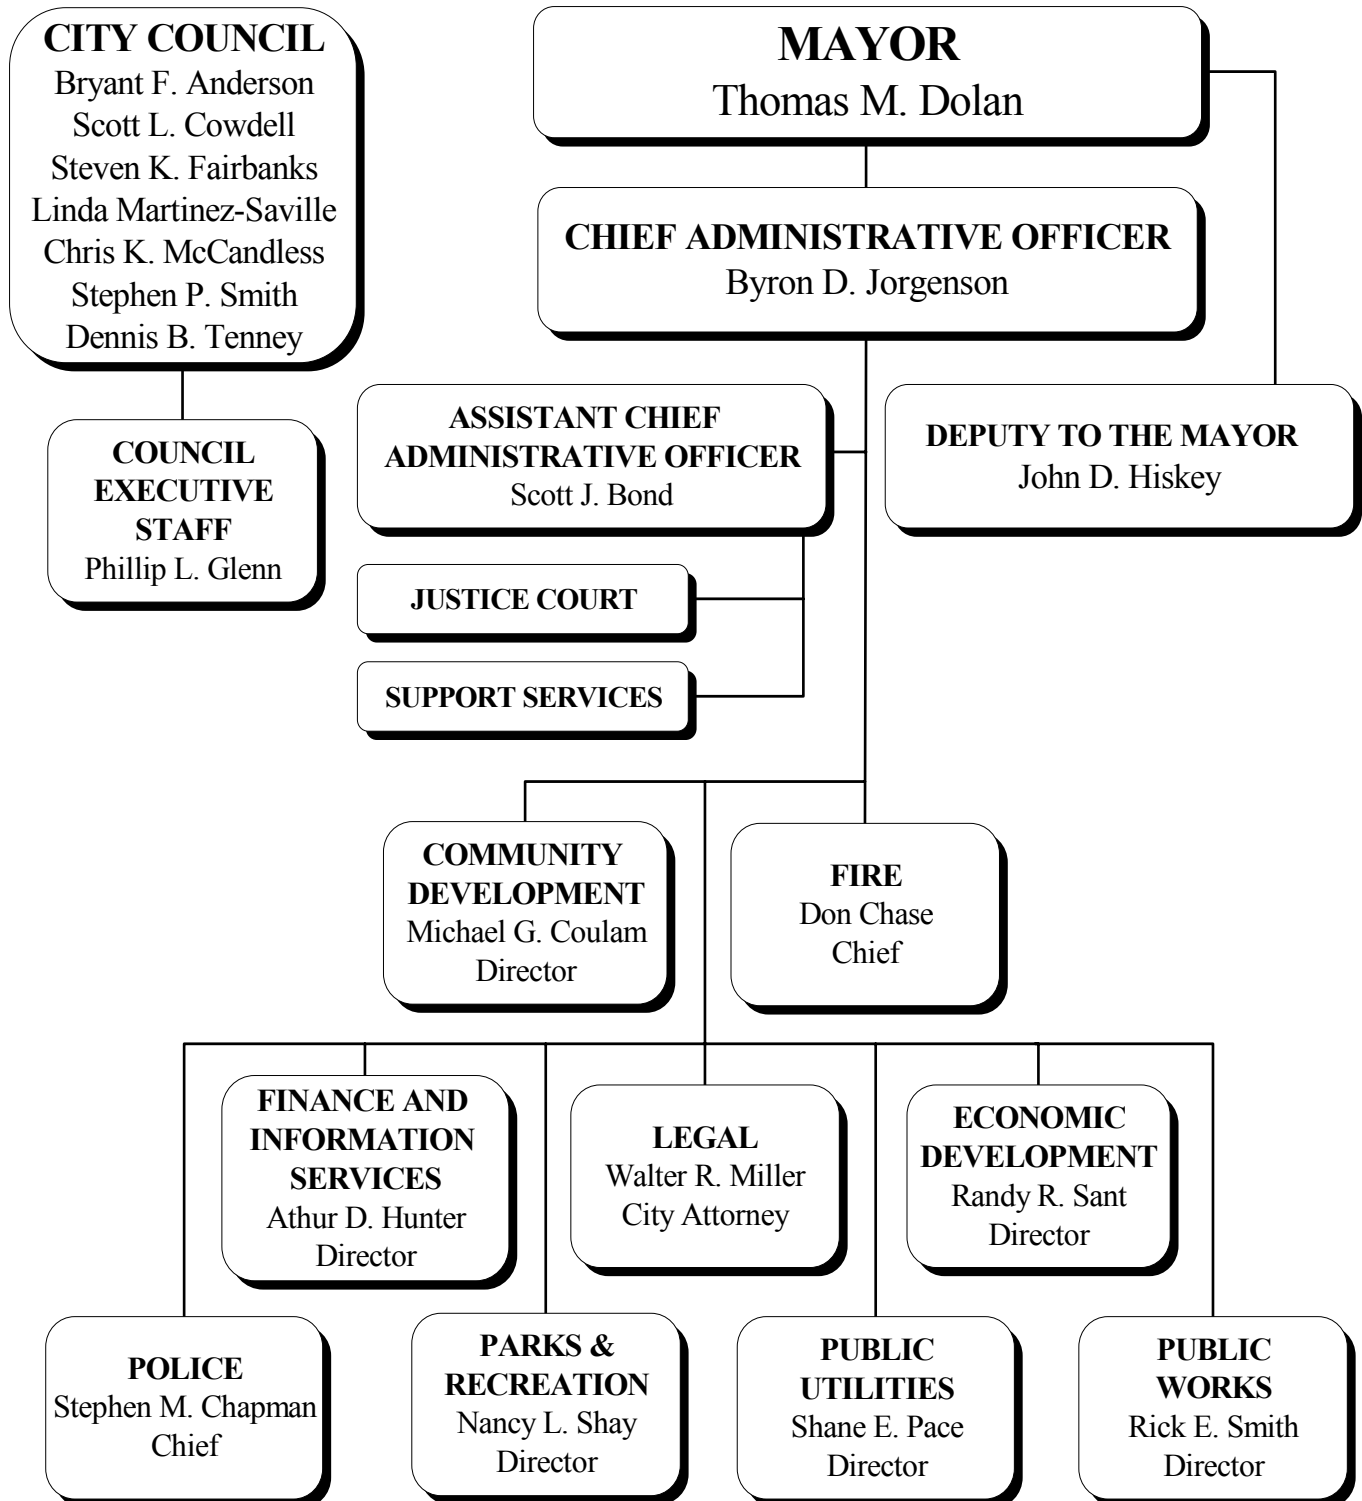 CITY COUNCIL
Bryant F. Anderson
Scott L. Cowdell
Steven K. Fairbanks
Linda Martinez-Saville
Chris K. McCandless
Stephen P. Smith
Dennis B. Tenney
MAYOR
Thomas M. Dolan
CHIEF ADMINISTRATIVE OFFICER
Byron D. Jorgenson
COUNCIL
EXECUTIVE
STAFF
Phillip L. Glenn
ASSISTANT CHIEF
ADMINISTRATIVE OFFICER
Scott J. Bond
DEPUTY TO THE MAYOR
John D. Hiskey
JUSTICE COURT
SUPPORT SERVICES
COMMUNITY
DEVELOPMENT
Michael G. Coulam
Director
FIRE
Don Chase
Chief
FINANCE AND
INFORMATION
SERVICES
Athur D. Hunter
Director
LEGAL
Walter R. Miller
City Attorney
ECONOMIC
DEVELOPMENT
Randy R. Sant
Director
POLICE
Stephen M. Chapman
Chief
PARKS &
RECREATION
Nancy L. Shay
Director
PUBLIC
UTILITIES
Shane E. Pace
Director
PUBLIC
WORKS
Rick E. Smith
Director